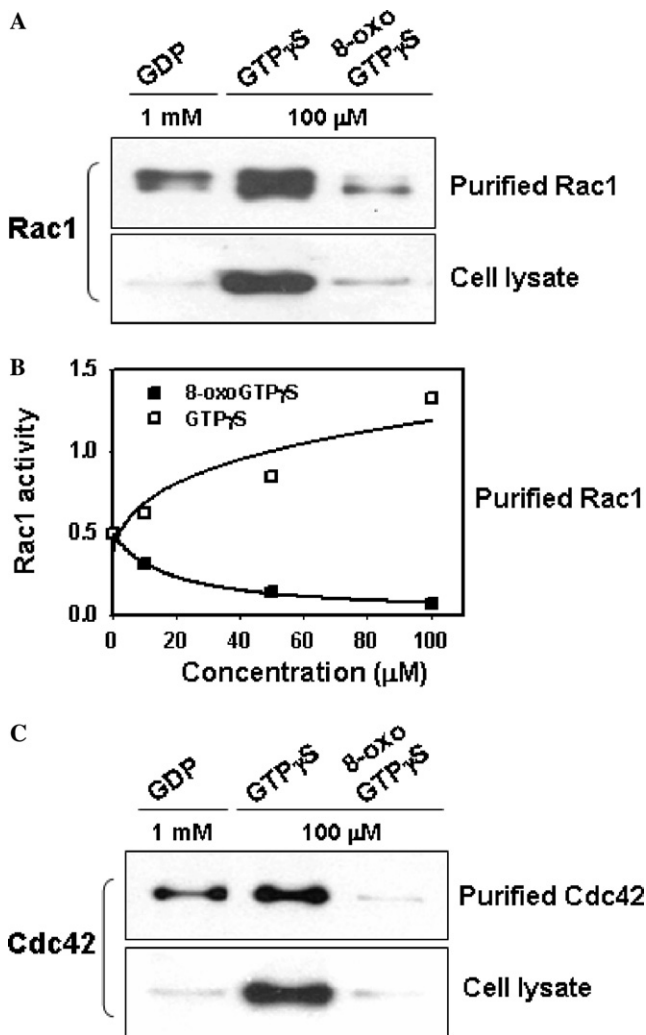 A
GDP
GTPγS
8-oxo
GTPγS
1 mM
100 μM
Rac1
Purified Rac1
Cell lysate
B
1.5
1.0
0.5
0.0
Rac1 activity
8-oxoGTPγS
GTPγS
Purified Rac1
0 20 40 60 80 100
Concentration (μM)
C
GDP
GTPγS
8-oxo
GTPγS
1 mM
100 μM
Cdc42
Purified Cdc42
Cell lysate